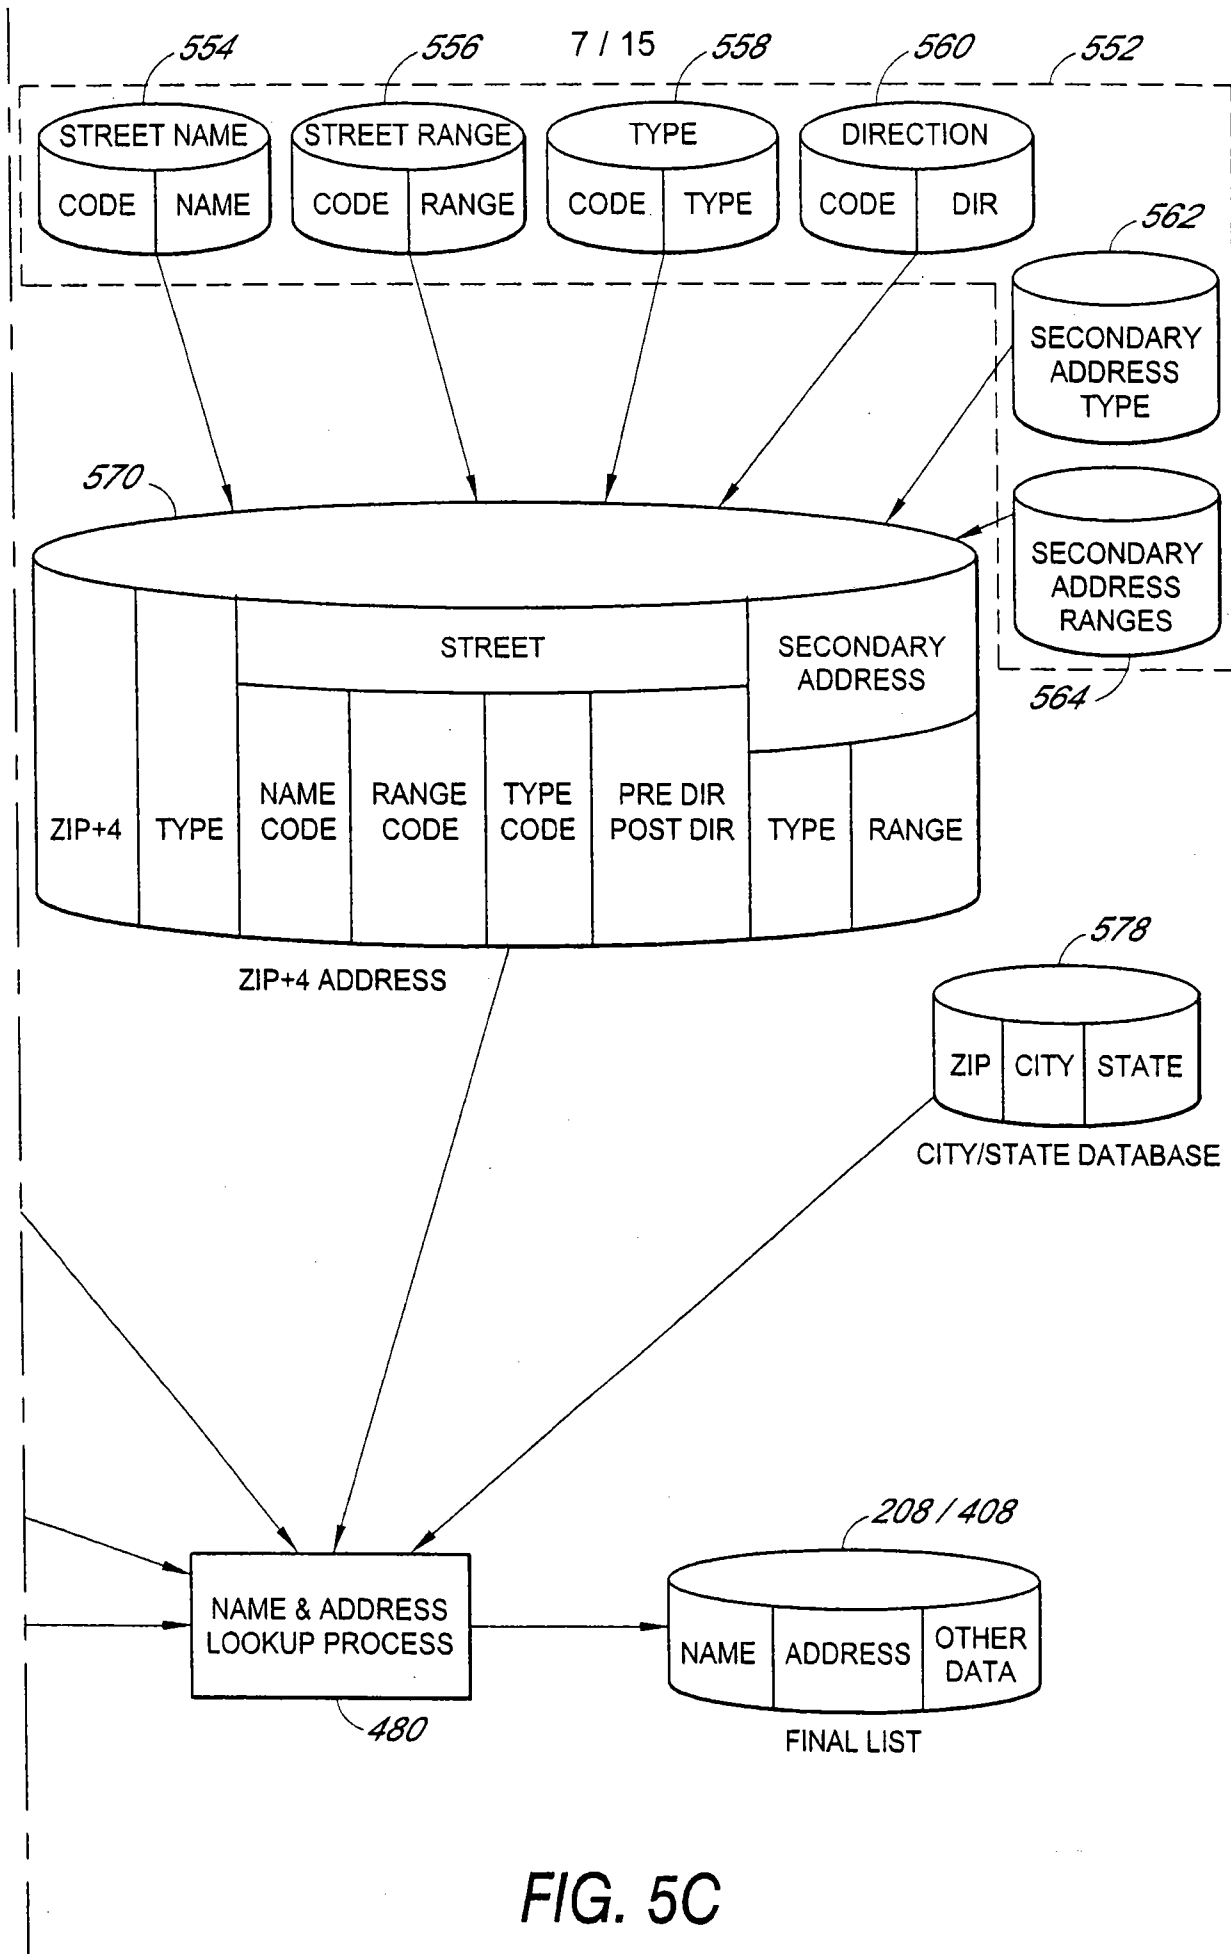 7 / 15
554
556
558
560
552
STREET NAME
CODE
NAME
STREET RANGE
CODE
RANGE
TYPE
CODE
TYPE
DIRECTION
CODE
DIR
562
SECONDARY
ADDRESS
TYPE
SECONDARY
ADDRESS
RANGES
564
570
STREET
SECONDARY
ADDRESS
ZIP+4
TYPE
NAME
CODE
RANGE
CODE
TYPE
CODE
PRE DIR
POST DIR
TYPE
RANGE
ZIP+4 ADDRESS
578
ZIP
CITY
STATE
CITY/STATE DATABASE
NAME & ADDRESS
LOOKUP PROCESS
480
208 / 408
NAME
ADDRESS
OTHER
DATA
FINAL LIST
FIG. 5C